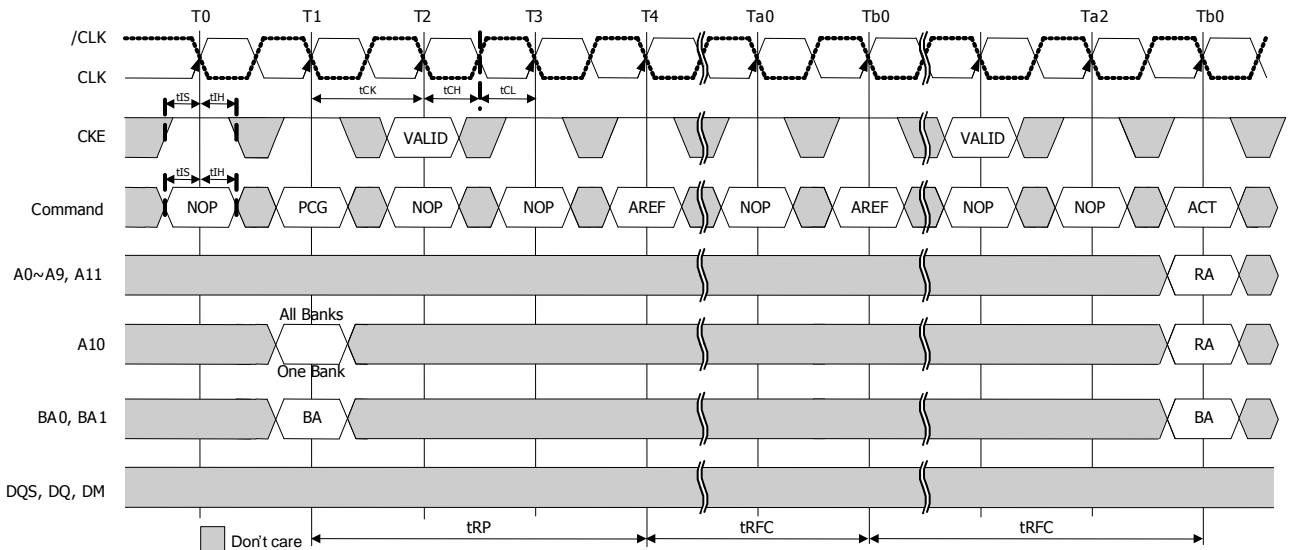 T0 T1 T2 T3 T4 Ta0 Tb0 Ta2 Tb0
/CLK
CLK
tIS tIH tCK tCH tCL
CKE VALID VALID
tIS tIH
Command NOP PCG NOP NOP AREF NOP AREF NOP NOP ACT
A0~A9, A11 RA
All Banks
A10 RA
One Bank
BA0, BA1 BA BA
DQS, DQ, DM
tRP tRFC tRFC
Don't care